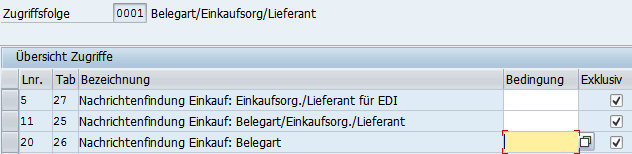 Zugriffsfolge 0001 Belegart/Einkaufsorg/Lieferant
Übersicht Zugriffe
Lnr. Tab Bezeichnung Bedingung Exklusiv
5 27 Nachrichtenfindung Einkauf: Einkaufsorg./Lieferant für EDI
11 25 Nachrichtenfindung Einkauf: Belegart/Einkaufsorg./Lieferant
20 26 Nachrichtenfindung Einkauf: Belegart